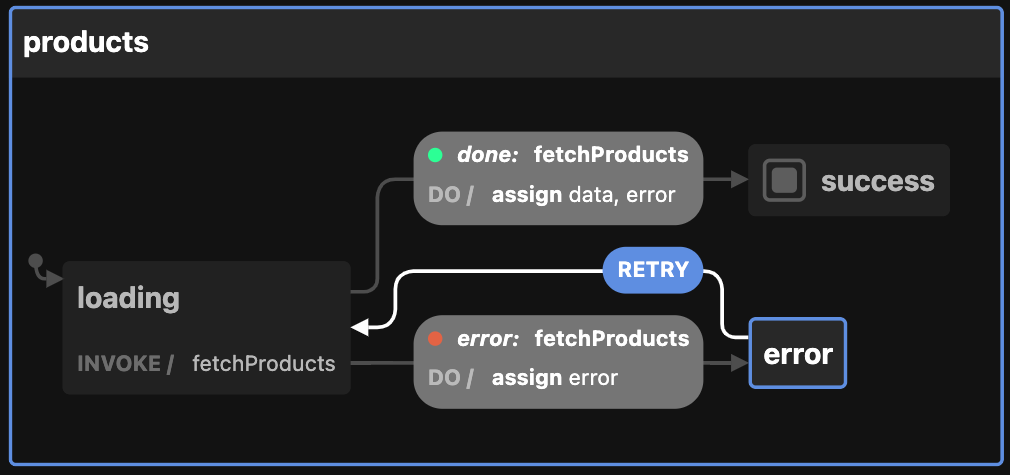 products
done: fetchProducts
DO / assign data, error
success
RETRY
loading
INVOKE / fetchProducts
error: fetchProducts
DO / assign error
error